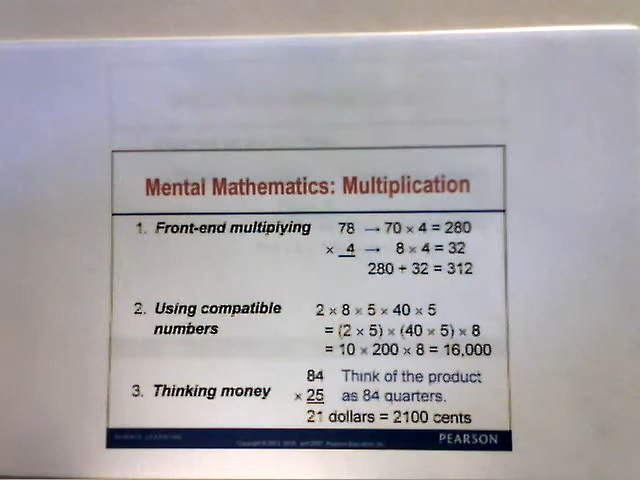 Mental Mathematics: Multiplication
1. Front-end multiplying 78 → 70 × 4 = 280
× 4 → 8 × 4 = 32
280 + 32 = 312
2. Using compatible 2 × 8 × 5 × 40 × 5
numbers = (2 × 5) × (40 × 5) × 8
= 10 × 200 × 8 = 16,000
84 Think of the product
3. Thinking money × 25 as 84 quarters.
21 dollars = 2100 cents
ALWAYS LEARNING PEARSON